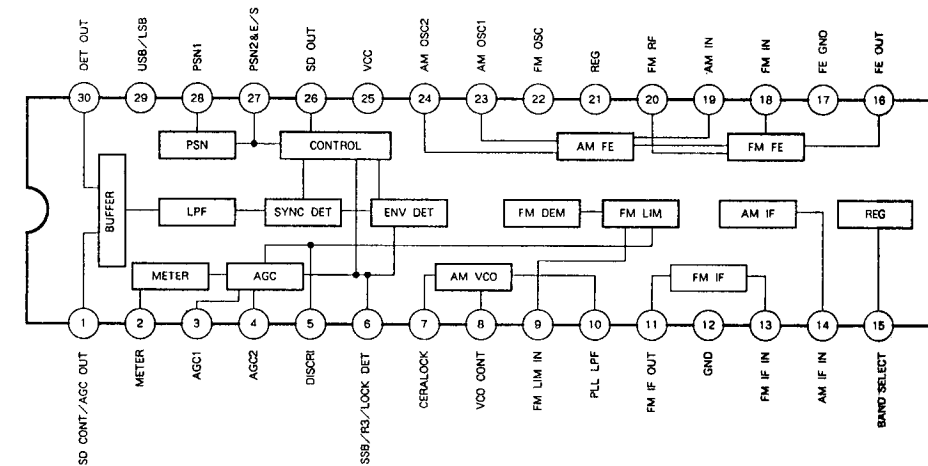 DET OUT
USB/LSB
PSN1
PSN2&E/S
SD OUT
VCC
AM OSC2
AM OSC1
FM OSC
REG
FM RF
AM IN
FM IN
FE GND
FE OUT
30
29
28
27
26
25
24
23
22
21
20
19
18
17
16
PSN
CONTROL
AM FE
FM FE
BUFFER
LPF
SYNC DET
ENV DET
FM DEM
FM LIM
AM IF
REG
METER
AGC
AM VCO
FM IF
1
2
3
4
5
6
7
8
9
10
11
12
13
14
15
SD CONT/AGC OUT
METER
AGC1
AGC2
DISCRI
SSB/R3/LOCK DET
CERALOCK
VCO CONT
FM LIM IN
PLL LPF
FM IF OUT
GND
FM IF IN
AM IF IN
BAND SELECT